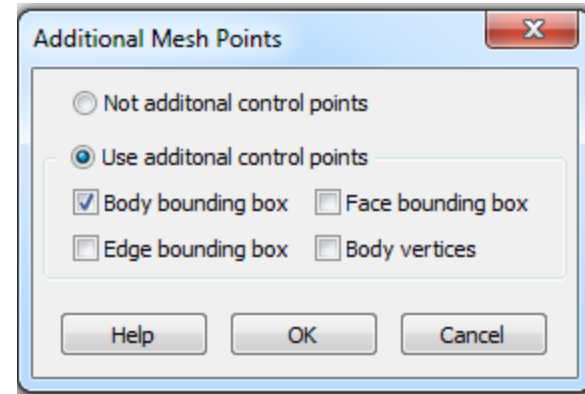 Additional Mesh Points
Not additonal control points
Use additonal control points
Body bounding box Face bounding box
Edge bounding box Body vertices
Help OK Cancel